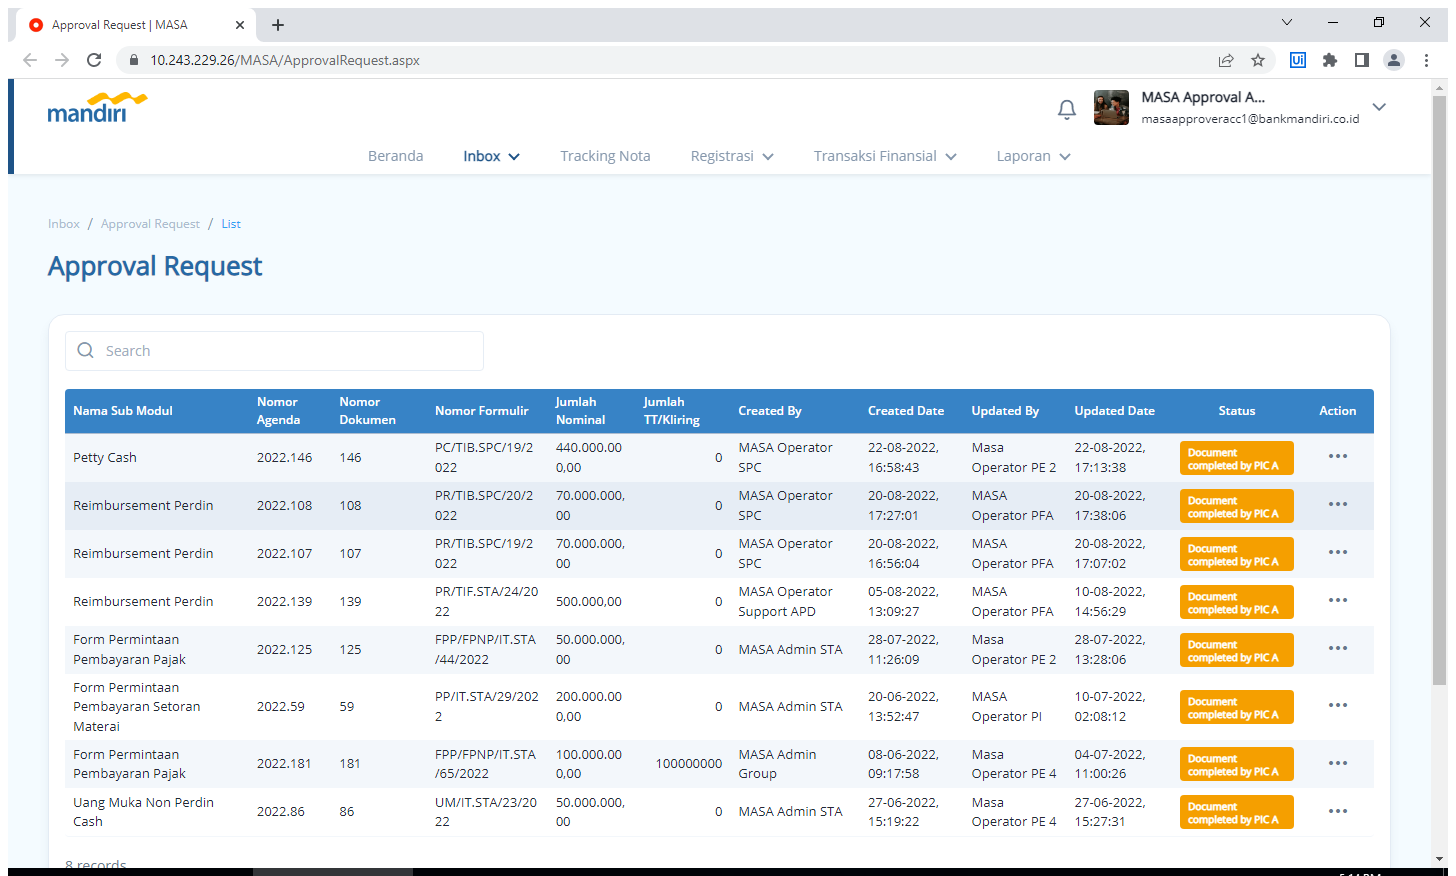 Approval Request | MASA
10.243.229.26/MASA/ApprovalRequest.aspx
Ui
mandiri
MASA Approval A...
masaapproveracc1@bankmandiri.co.id
Beranda Inbox Tracking Nota Registrasi Transaksi Finansial Laporan
Inbox / Approval Request / List
Approval Request
Search
Nama Sub Modul Nomor Agenda Nomor Dokumen Nomor Formulir Jumlah Nominal Jumlah TT/Kliring Created By Created Date Updated By Updated Date Status Action
Petty Cash 2022.146 146 PC/TIB.SPC/19/2022 440.000.000,00 0 MASA Operator SPC 22-08-2022, 16:58:43 Masa Operator PE 2 22-08-2022, 17:13:38 Document completed by PIC A
Reimbursement Perdin 2022.108 108 PR/TIB.SPC/20/2022 70.000.000,00 0 MASA Operator SPC 20-08-2022, 17:27:01 MASA Operator PFA 20-08-2022, 17:38:06 Document completed by PIC A
Reimbursement Perdin 2022.107 107 PR/TIB.SPC/19/2022 70.000.000,00 0 MASA Operator SPC 20-08-2022, 16:56:04 MASA Operator PFA 20-08-2022, 17:07:02 Document completed by PIC A
Reimbursement Perdin 2022.139 139 PR/TIF.STA/24/2022 500.000,00 0 MASA Operator Support APD 05-08-2022, 13:09:27 MASA Operator PFA 10-08-2022, 14:56:29 Document completed by PIC A
Form Permintaan Pembayaran Pajak 2022.125 125 FPP/FPNP/IT.STA/44/2022 50.000.000,00 0 MASA Admin STA 28-07-2022, 11:26:09 Masa Operator PE 2 28-07-2022, 13:28:06 Document completed by PIC A
Form Permintaan Pembayaran Setoran Materai 2022.59 59 PP/IT.STA/29/2022 200.000.000,00 0 MASA Admin STA 20-06-2022, 13:52:47 MASA Operator PI 10-07-2022, 02:08:12 Document completed by PIC A
Form Permintaan Pembayaran Pajak 2022.181 181 FPP/FPNP/IT.STA/65/2022 100.000.000,00 100000000 MASA Admin Group 08-06-2022, 09:17:58 Masa Operator PE 4 04-07-2022, 11:00:26 Document completed by PIC A
Uang Muka Non Perdin Cash 2022.86 86 UM/IT.STA/23/2022 50.000.000,00 0 MASA Admin STA 27-06-2022, 15:19:22 Masa Operator PE 4 27-06-2022, 15:27:31 Document completed by PIC A
8 records